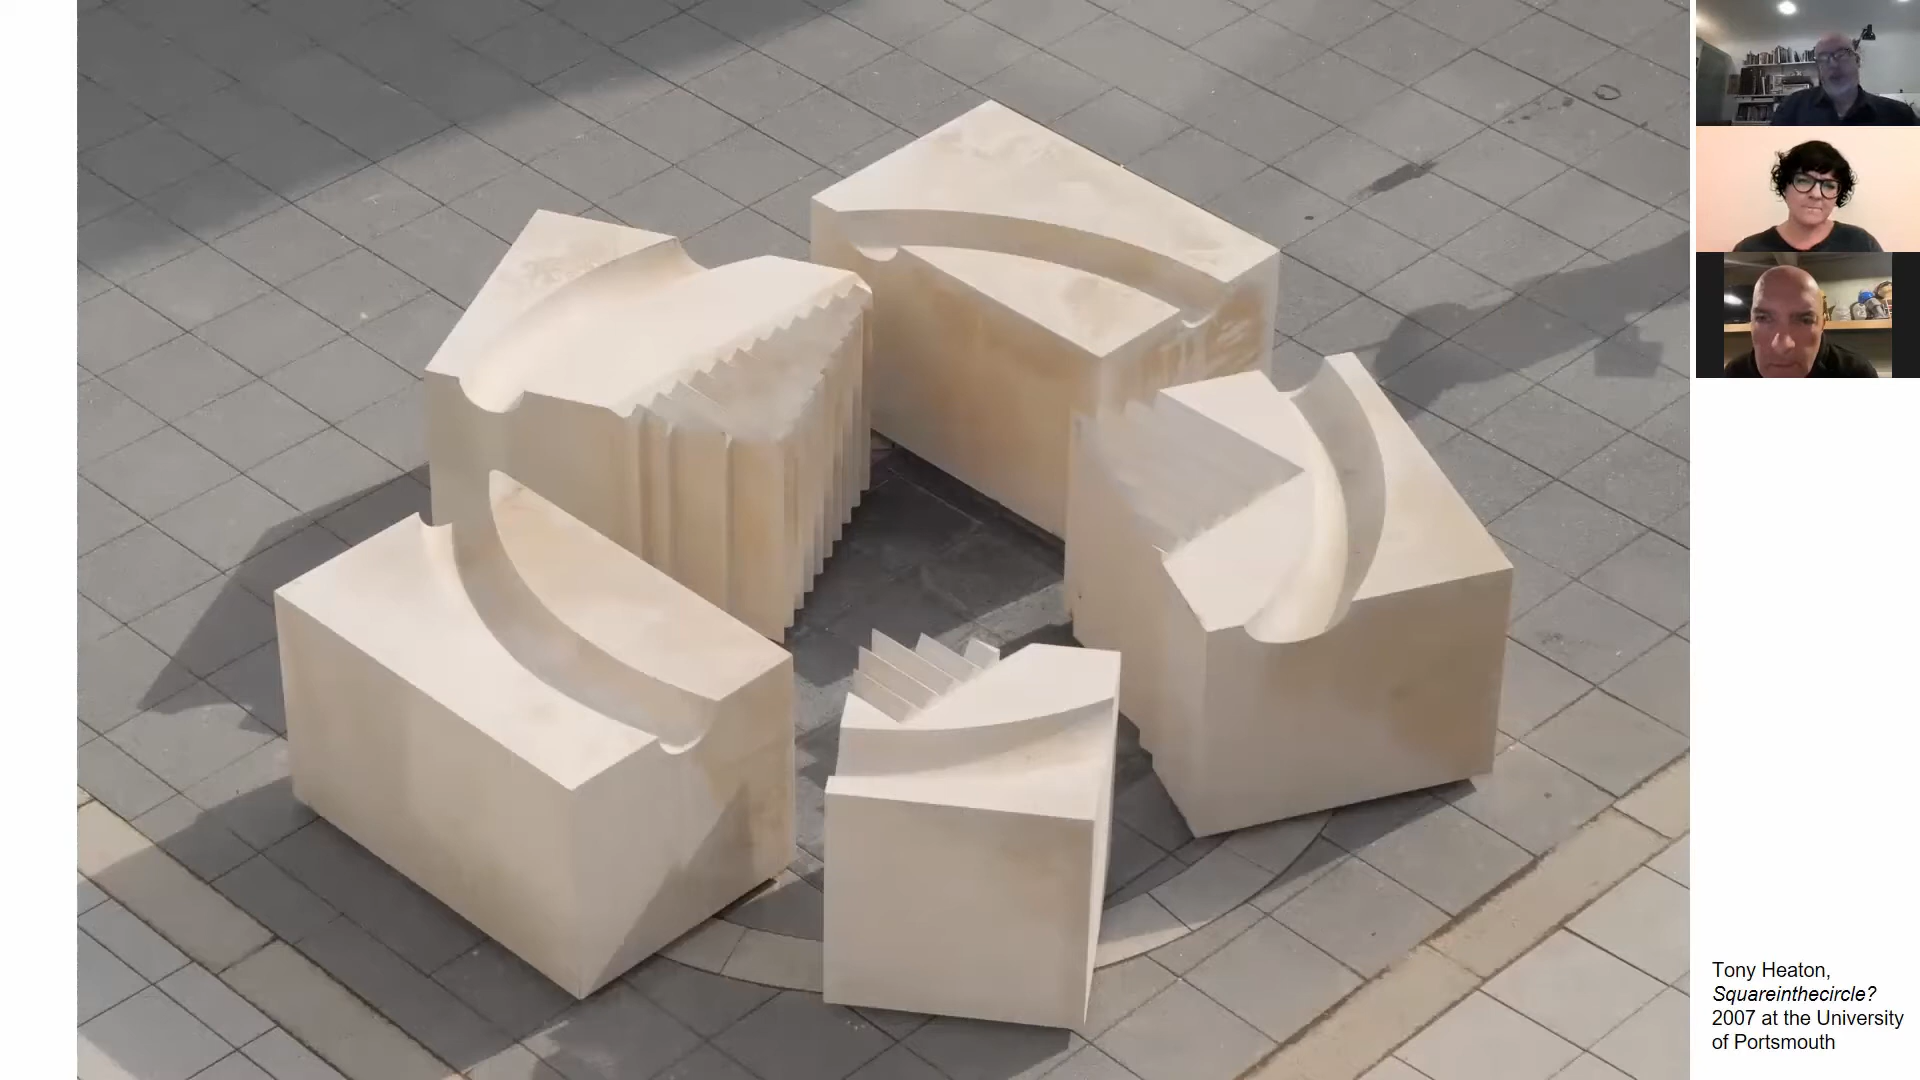 Tony Heaton,
Squareinthecircle?
2007 at the University
of Portsmouth